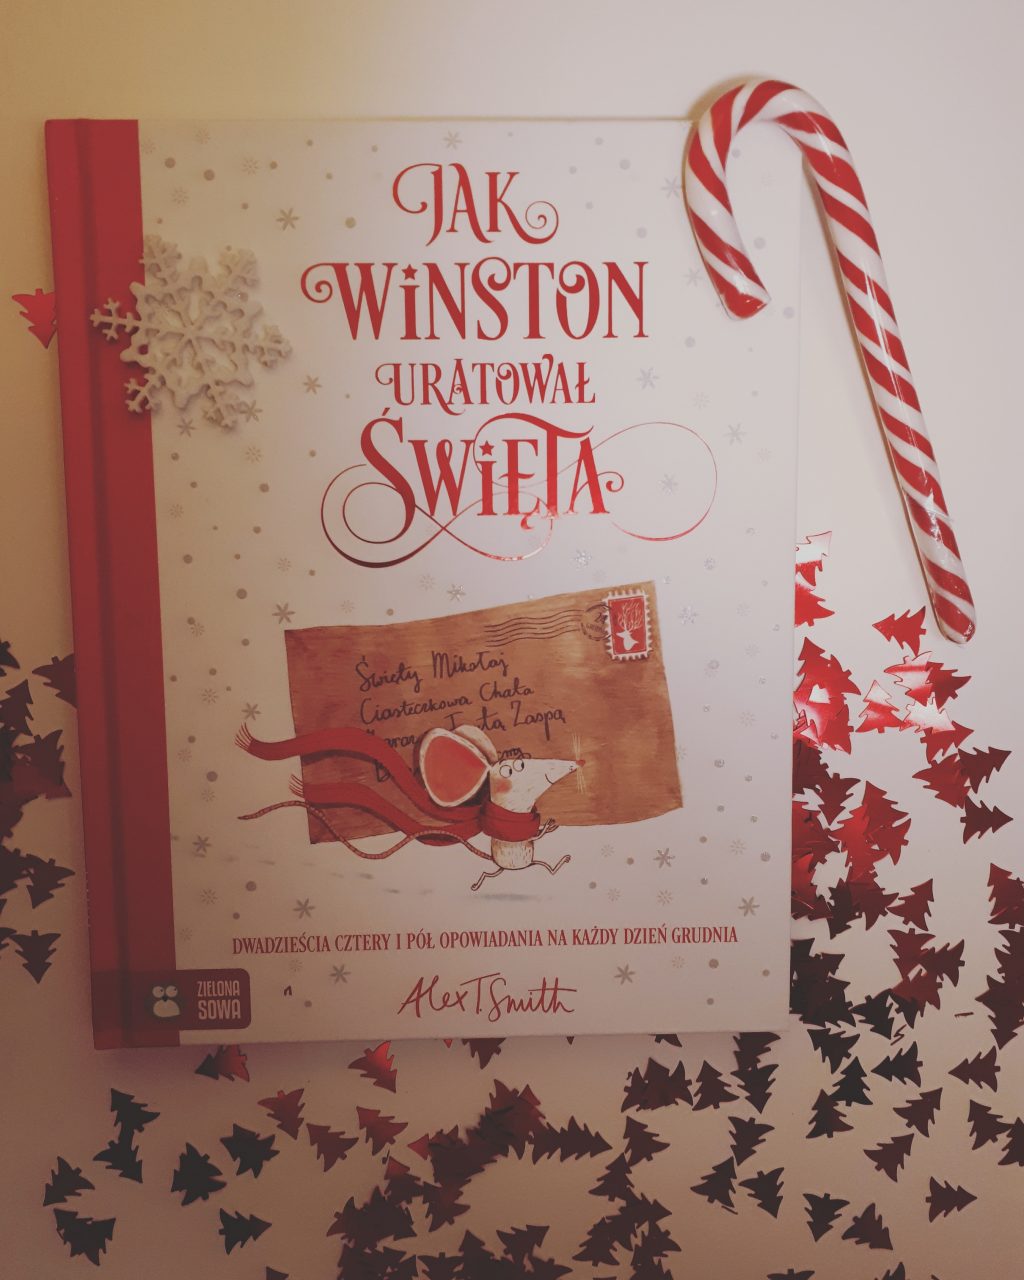 JAK
WINSTON
URATOWAŁ
ŚWIĘTA
Święty Mikołaj
Ciasteczkowa Chata
Zaspą
DWADZIEŚCIA CZTERY I PÓŁ OPOWIADANIA NA KAŻDY DZIEŃ GRUDNIA
ALEX T. Smith
ZIELONA
SOWA